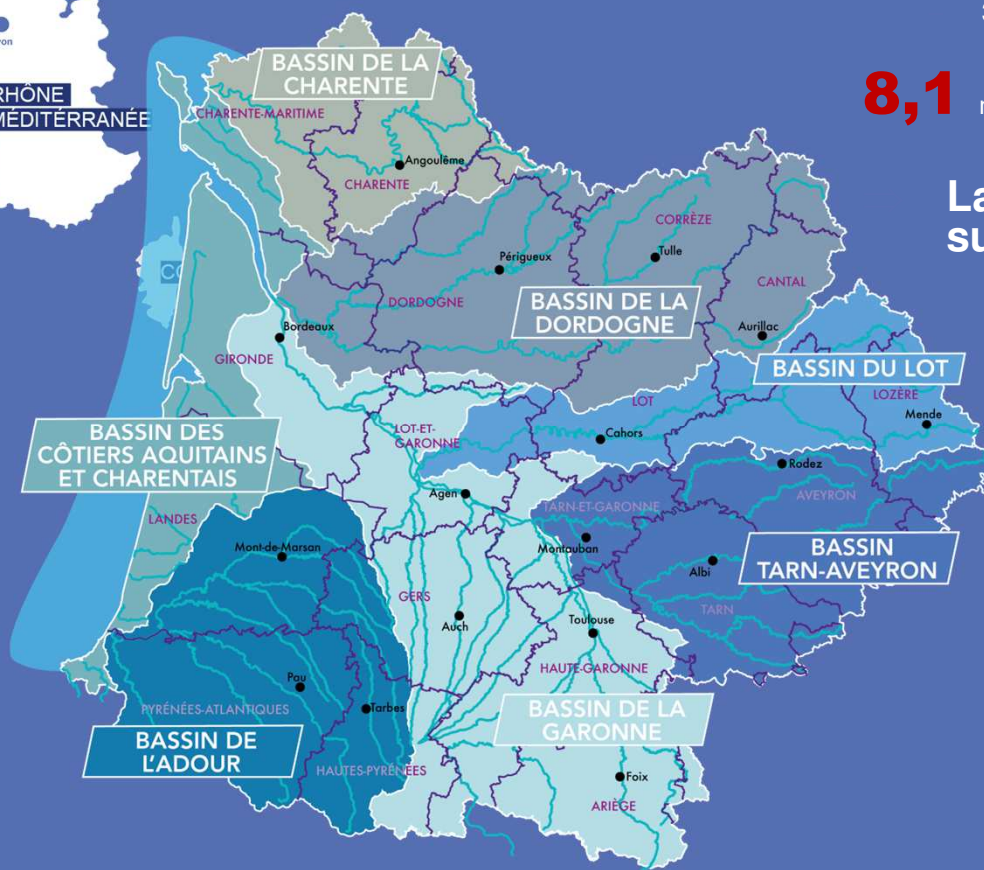 RHÔNE
MÉDITÉRRANÉE
8,1
La
su
BASSIN DE LA
CHARENTE
CHARENTE-MARITIME
Angoulême
CHARENTE
CORRÈZE
Tulle
Périgueux
CANTAL
DORDOGNE
BASSIN DE LA
DORDOGNE
Aurillac
Bordeaux
GIRONDE
BASSIN DU LOT
LOT
LOZÈRE
Mende
LOT-ET-
GARONNE
Cahors
BASSIN DES
CÔTIERS AQUITAINS
ET CHARENTAIS
Rodez
AVEYRON
Agen
TARN-ET-GARONNE
LANDES
Mont-de-Marsan
Montauban
BASSIN
TARN-AVEYRON
Albi
GERS
TARN
Auch
Toulouse
HAUTE-GARONNE
Pau
PYRÉNÉES-ATLANTIQUES
Tarbes
BASSIN DE LA
GARONNE
BASSIN DE
L'ADOUR
HAUTES-PYRÉNÉES
Foix
ARIÈGE